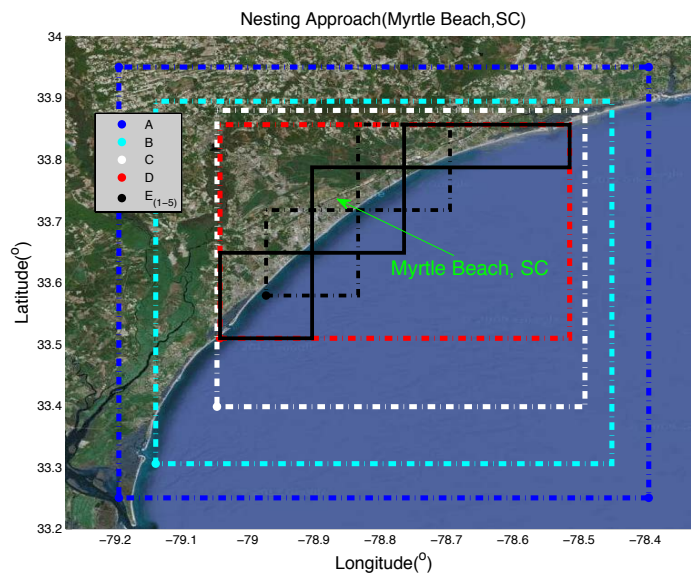 Nesting Approach(Myrtle Beach,SC)
34
33.9
33.8
33.7
33.6
33.5
33.4
33.3
33.2
Latitude(°)
A
B
C
D
E(1−5)
Myrtle Beach, SC
−79.2
−79.1
−79
−78.9
−78.8
−78.7
−78.6
−78.5
−78.4
Longitude(°)